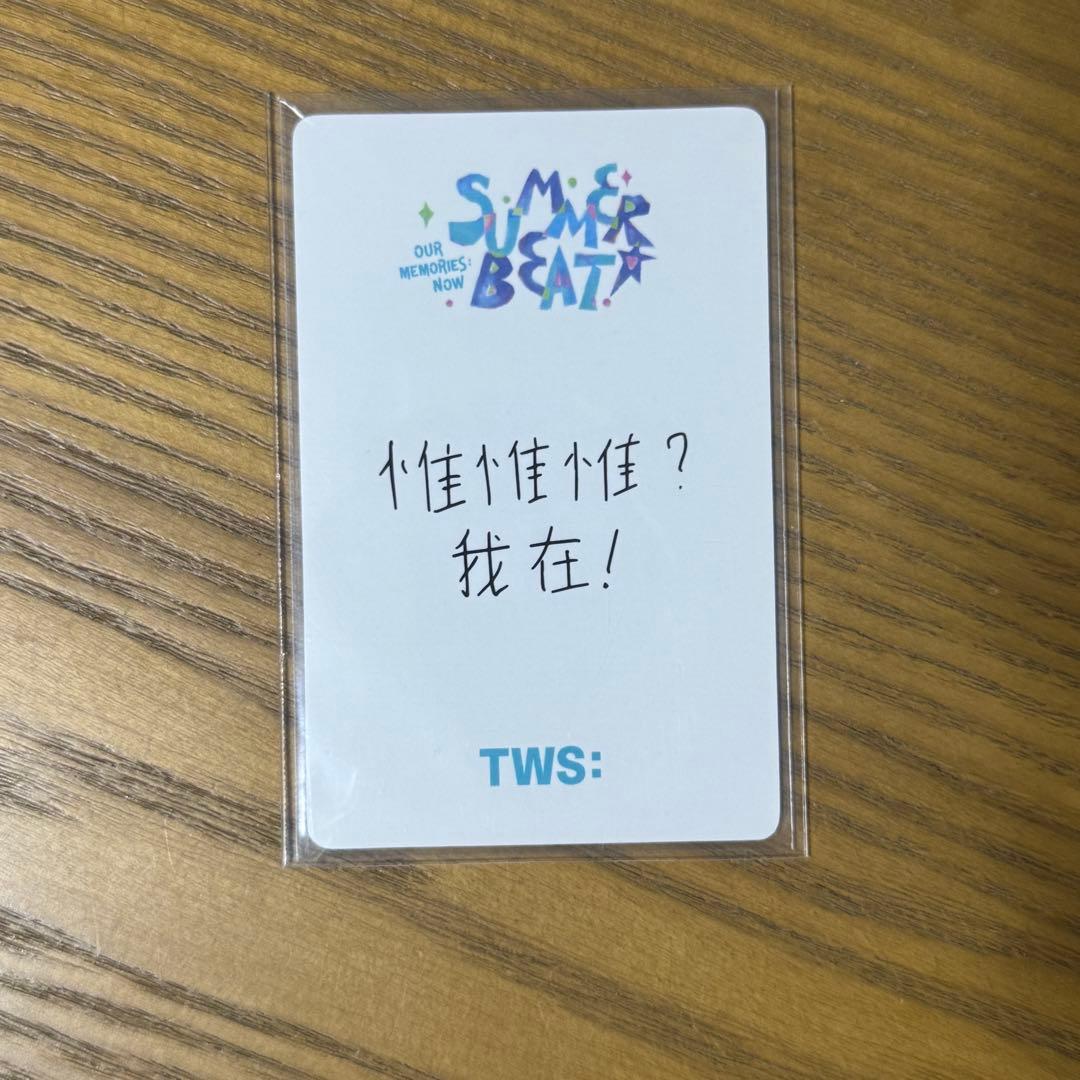 SUMMER
BEAT
OUR
MEMORIES:
NOW
惟惟惟?
我在!
TWS: